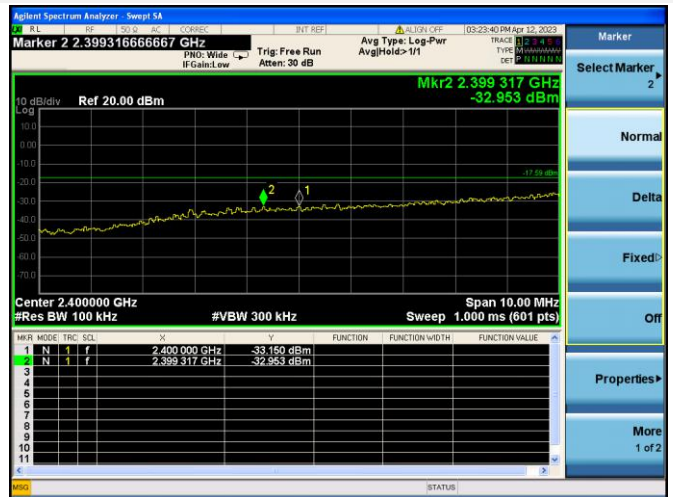 Agilent Spectrum Analyzer - Swept SA
RL RF 50 Ω AC CORREC INT REF ALIGN OFF 03:23:40 PM Apr 12, 2023
Marker 2 2.399316666667 GHz
PNO: Wide
IFGain:Low
Trig: Free Run
Atten: 30 dB
Avg Type: Log-Pwr
Avg|Hold>1/1
TRACE 1 2 3 4 5 6
TYPE
DET P N N N N N
Mkr2 2.399 317 GHz
-32.953 dBm
10 dB/div Ref 20.00 dBm
Log
10.0
0.00
-10.0
-17.59 dBm
-30.0
-40.0
-50.0
-60.0
-70.0
2 1
Center 2.400000 GHz Span 10.00 MHz
#Res BW 100 kHz #VBW 300 kHz Sweep 1.000 ms (601 pts)
MKR MODE TRC SCL X Y FUNCTION FUNCTION WIDTH FUNCTION VALUE
1 N 1 f 2.400 000 GHz -33.150 dBm
2 N 1 f 2.399 317 GHz -32.953 dBm
3
4
5
6
7
8
9
10
11
MSG STATUS
Marker
Select Marker
2
Normal
Delta
Fixed
Off
Properties
More
1 of 2